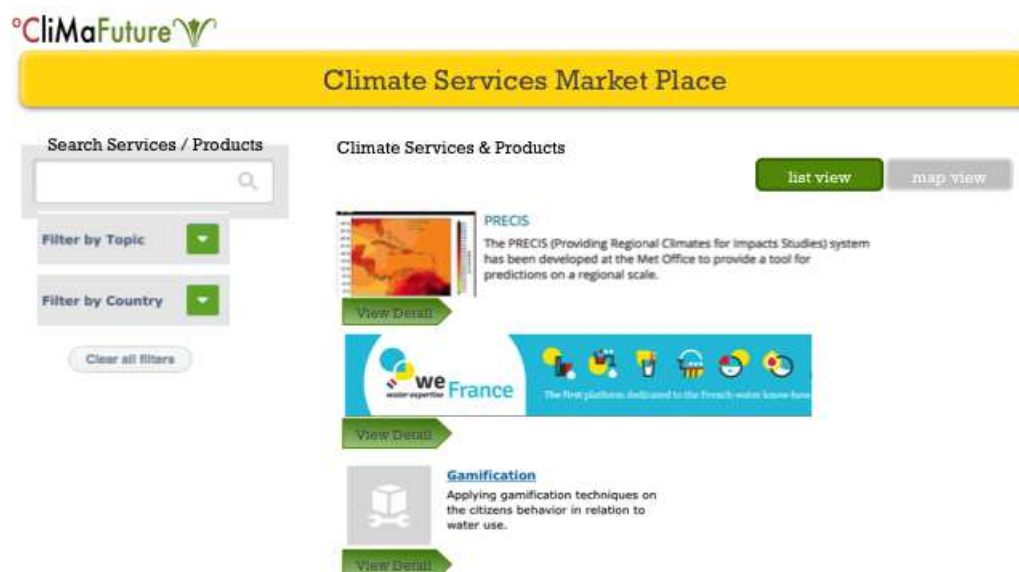 °CliMaFuture
Climate Services Market Place
Search Services / Products
Filter by Topic
Filter by Country
Clear all filters
Climate Services & Products
list view
map view
PRECIS
The PRECIS (Providing Regional Climates for Impacts Studies) system
has been developed at the Met Office to provide a tool for
predictions on a regional scale.
View Detail
we
water expertise
France
The first platform dedicated to the French water know-how
View Detail
Gamification
Applying gamification techniques on
the citizens behavior in relation to
water use.
View Detail